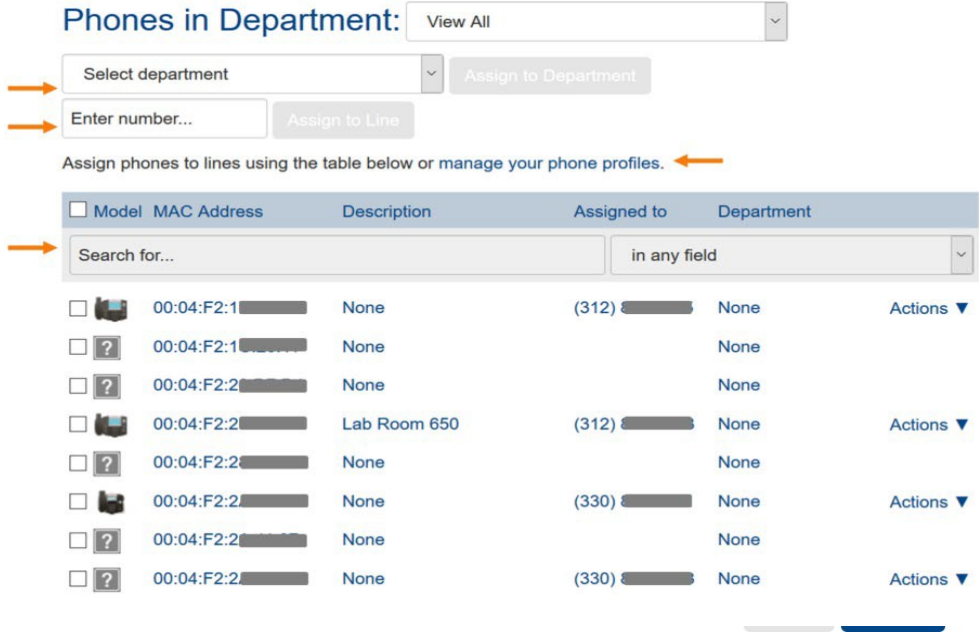 Phones in Department: View All
Select department Assign to Department
Enter number... Assign to Line
Assign phones to lines using the table below or manage your phone profiles.
Model MAC Address Description Assigned to Department
Search for... in any field
00:04:F2:1 None (312) None Actions ▼
? 00:04:F2:1 None None
? 00:04:F2:2 None None
00:04:F2:2 Lab Room 650 (312) None Actions ▼
? 00:04:F2:2 None None
00:04:F2:2 None (330) None Actions ▼
? 00:04:F2:2 None None
? 00:04:F2:2 None (330) None Actions ▼